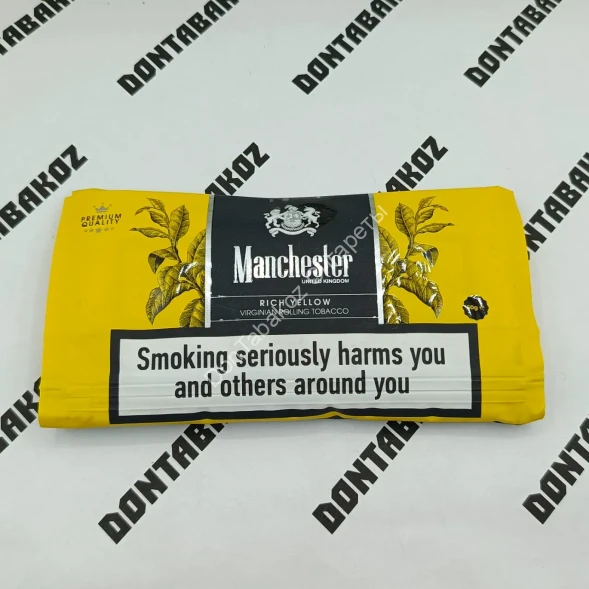 DONTABAKOZ
DONTABAKOZ
DONTABAKOZ
DONTABAKOZ
PREMIUM
QUALITY
Manchester
UNITED KINGDOM
RICH YELLOW
VIRGINIAN ROLLING TOBACCO
Smoking seriously harms you
and others around you
DONTABAKOZ
DONTABAKOZ
DONTABAKOZ
DONTABAKOZ